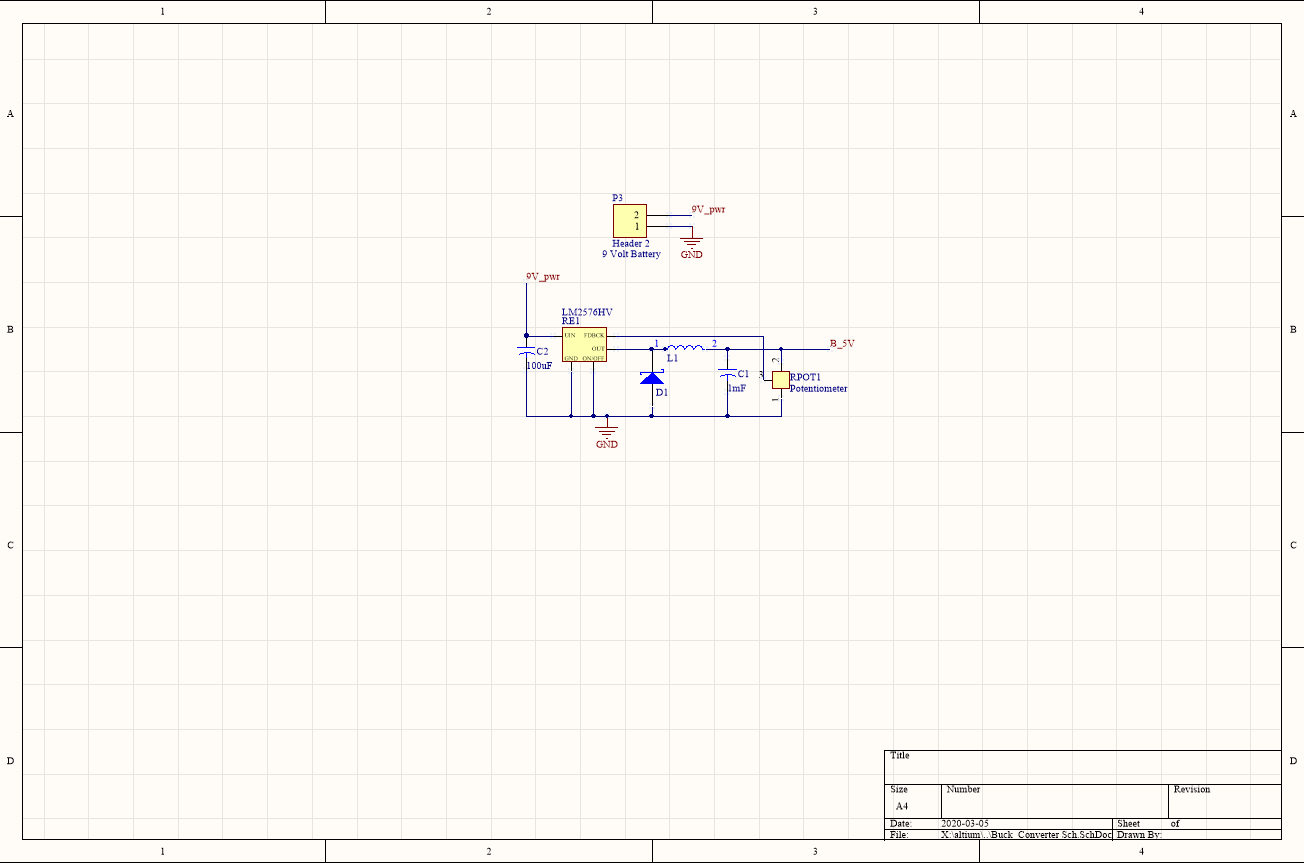 1 2 3 4
A A
P3
2 9V_pwr
1
Header 2
9 Volt Battery GND
9V_pwr
LM2576HV
RE1
B B
UIN FDBCK
OUT
GND ON/OFF
1 2
L1
B_5V
C2
100uF
D1
C1
1mF
2
3
1
RPOT1
Potentiometer
GND
C C
D D
Title
Size Number Revision
A4
Date: 2020-03-05 Sheet of
File: X:\altium\..\Buck Converter Sch.SchDoc Drawn By:
1 2 3 4